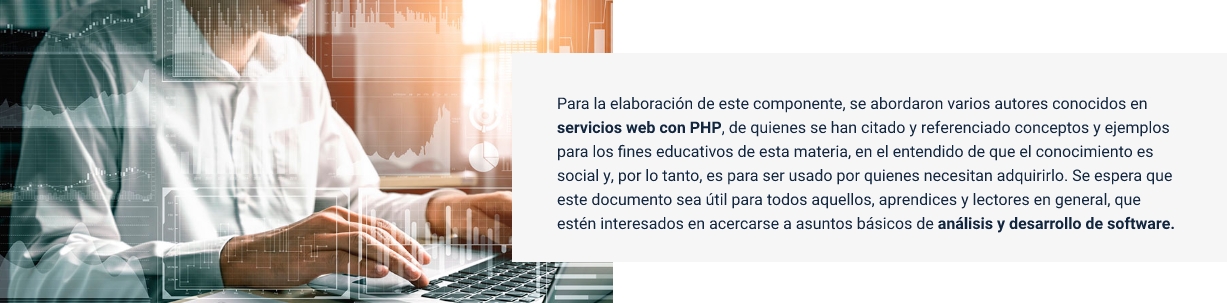 Para la elaboración de este componente, se abordaron varios autores conocidos en
servicios web con PHP, de quienes se han citado y referenciado conceptos y ejemplos
para los fines educativos de esta materia, en el entendido de que el conocimiento es
social y, por lo tanto, es para ser usado por quienes necesitan adquirirlo. Se espera que
este documento sea útil para todos aquellos, aprendices y lectores en general, que
estén interesados en acercarse a asuntos básicos de análisis y desarrollo de software.